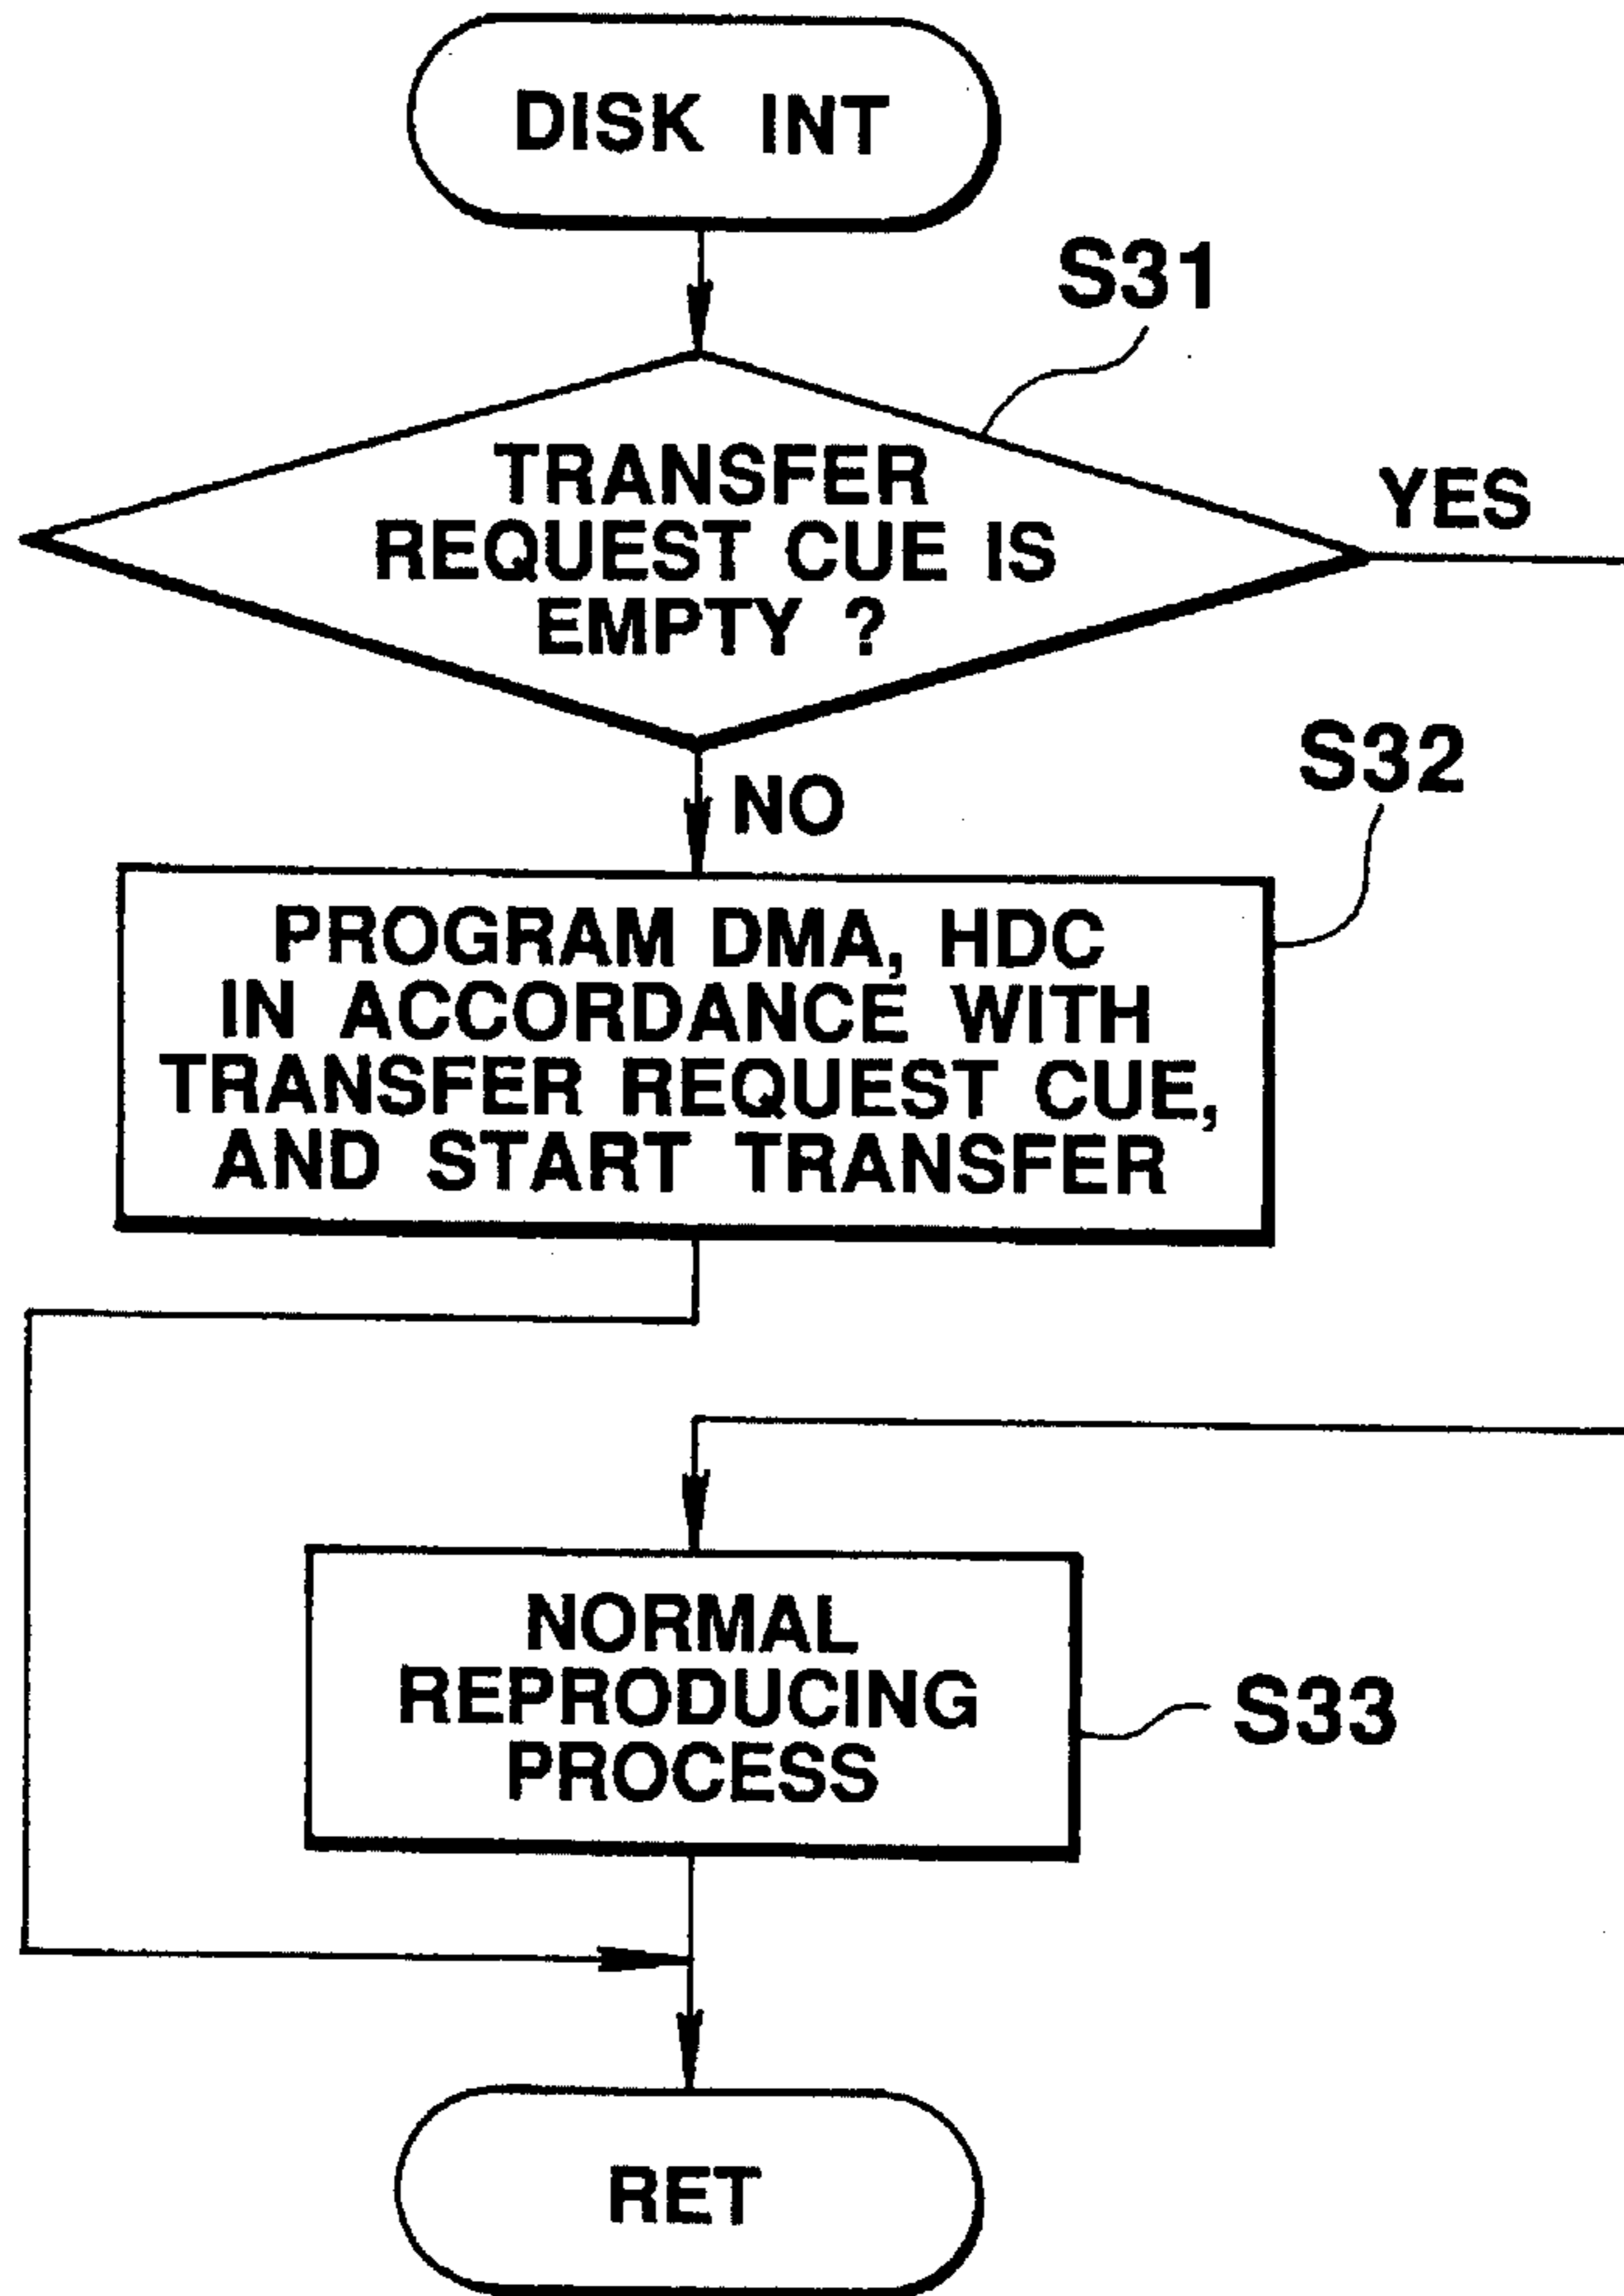 DISK INT
S31
TRANSFER
REQUEST CUE IS
EMPTY ?
YES
NO
S32
PROGRAM DMA, HDC
IN ACCORDANCE WITH
TRANSFER REQUEST CUE,
AND START TRANSFER
NORMAL
REPRODUCING
PROCESS
S33
RET